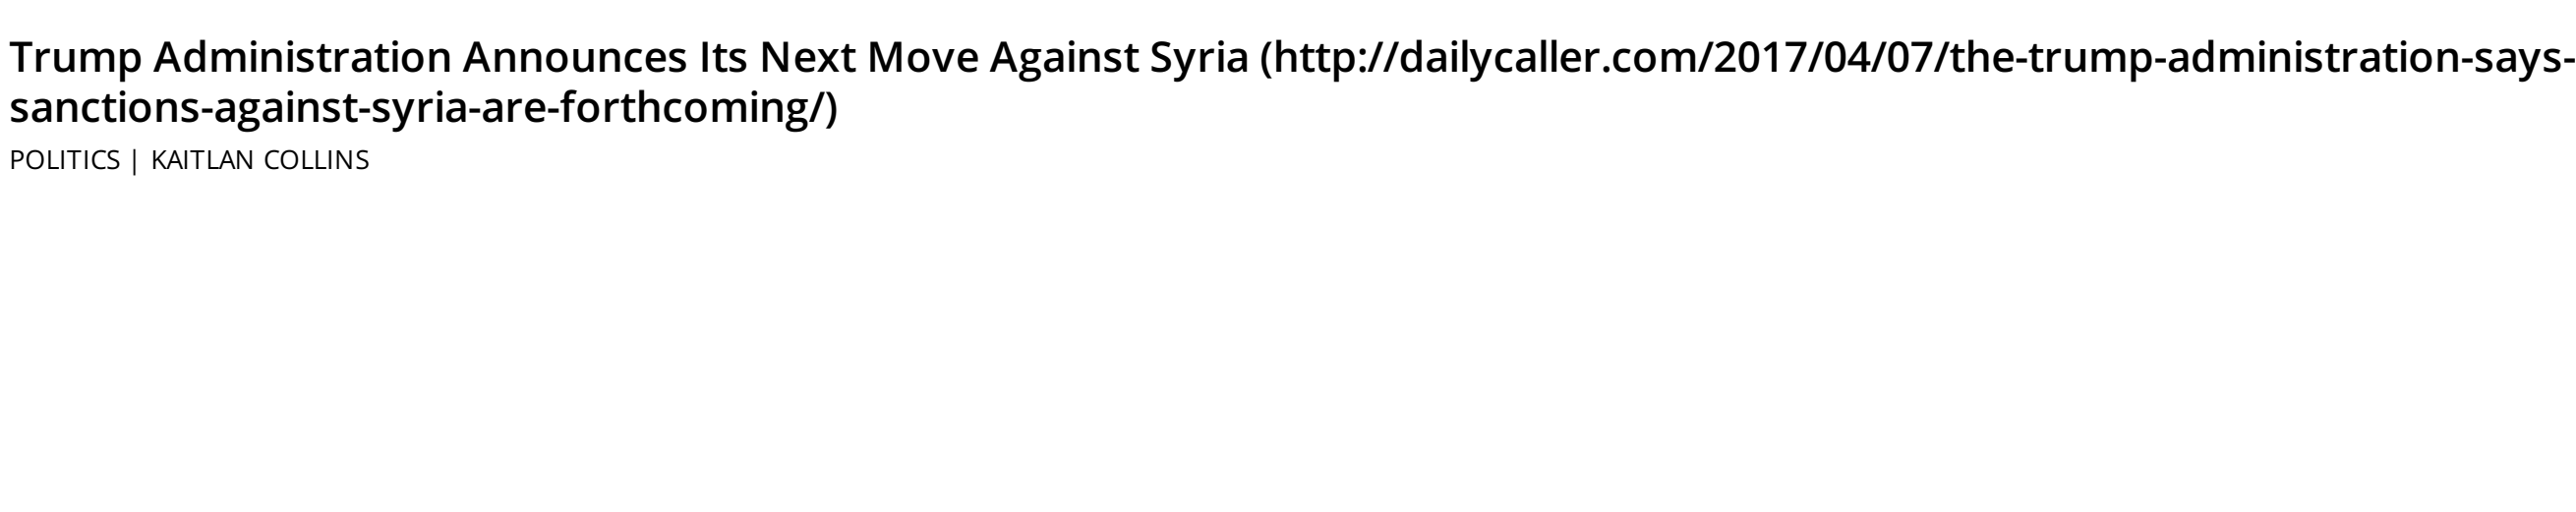 Trump Administration Announces Its Next Move Against Syria (http://dailycaller.com/2017/04/07/the-trump-administration-says-
sanctions-against-syria-are-forthcoming/)
POLITICS | KAITLAN COLLINS